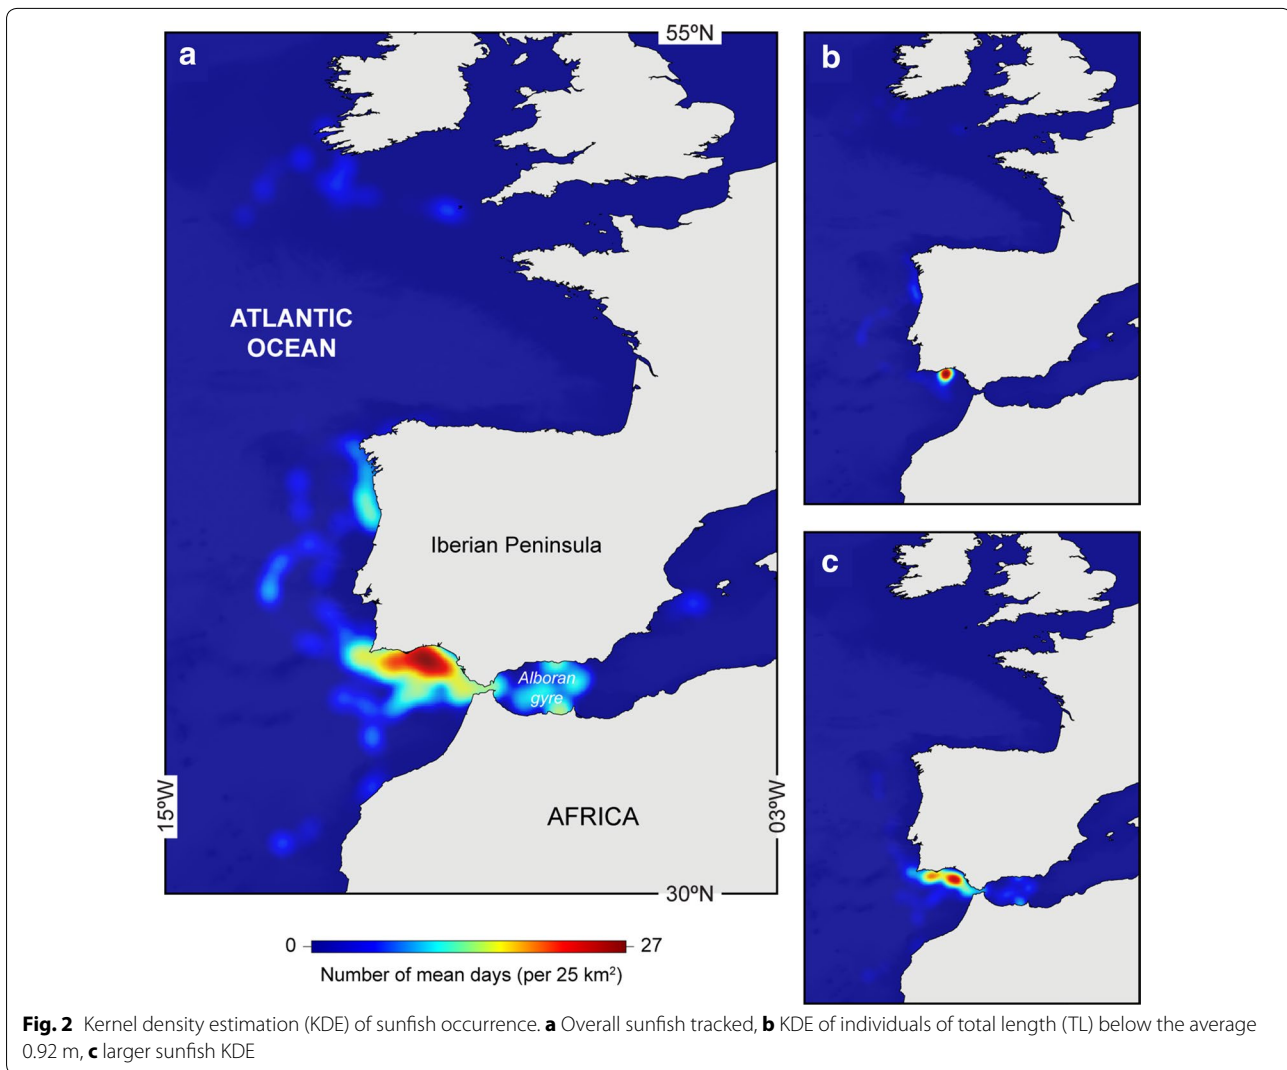 a
55ºN
b
ATLANTIC
OCEAN
Iberian Peninsula
c
Alboran
gyre
15ºW
AFRICA
03ºW
30ºN
0
27
Number of mean days (per 25 km²)
Fig. 2 Kernel density estimation (KDE) of sunfish occurrence. a Overall sunfish tracked, b KDE of individuals of total length (TL) below the average
0.92 m, c larger sunfish KDE